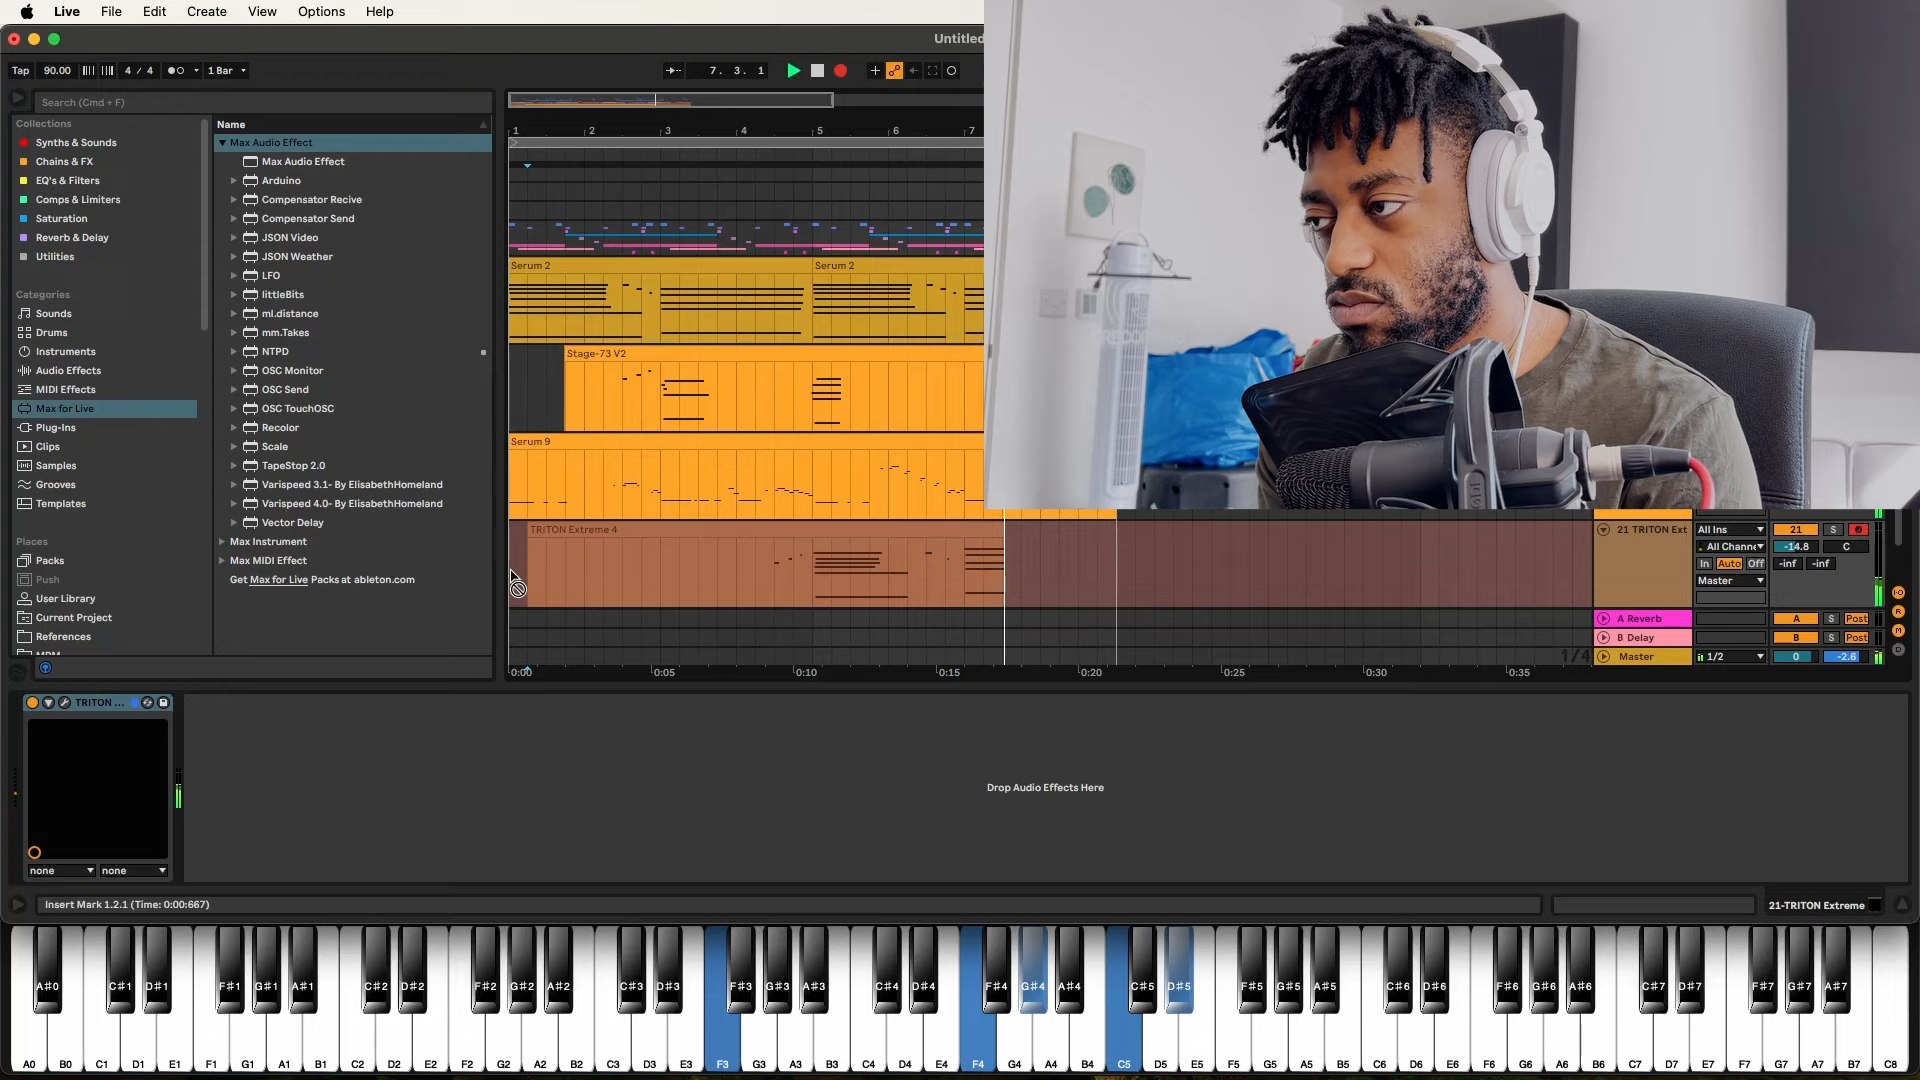 Live File Edit Create View Options Help
Untitled
Tap 90.00 4 / 4 1 Bar 7. 3. 1
Search (Cmd + F)
Collections
Synths & Sounds
Chains & FX
EQ's & Filters
Comps & Limiters
Saturation
Reverb & Delay
Utilities
Categories
Sounds
Drums
Instruments
Audio Effects
MIDI Effects
Max for Live
Plug-Ins
Clips
Samples
Grooves
Templates
Places
Packs
Push
User Library
Current Project
References
Name
Max Audio Effect
Max Audio Effect
Arduino
Compensator Recive
Compensator Send
JSON Video
JSON Weather
LFO
littleBits
ml.distance
mm.Takes
NTPD
OSC Monitor
OSC Send
OSC TouchOSC
Recolor
Scale
TapeStop 2.0
Varispeed 3.1- By ElisabethHomeland
Varispeed 4.0- By ElisabethHomeland
Vector Delay
Max Instrument
Max MIDI Effect
Get Max for Live Packs at ableton.com
1 2 3 4 5 6 7
Serum 2 Serum 2
Stage-73 V2
Serum 9
TRITON Extreme 4
21 TRITON Ext All Ins 21 S
All Channe -14.8 C
In Auto Off -inf -inf
Master
A Reverb A S Post
B Delay B S Post
1/4 Master 1/2 0 -2.6
0:00 0:05 0:10 0:15 0:20 0:25 0:30 0:35
TRITON ...
none none
Drop Audio Effects Here
Insert Mark 1.2.1 (Time: 0:00:667)
21-TRITON Extreme
A#0 C#1 D#1 F#1 G#1 A#1 C#2 D#2 F#2 G#2 A#2 C#3 D#3 F#3 G#3 A#3 C#4 D#4 F#4 G#4 A#4 C#5 D#5 F#5 G#5 A#5 C#6 D#6 F#6 G#6 A#6 C#7 D#7 F#7 G#7 A#7
A0 B0 C1 D1 E1 F1 G1 A1 B1 C2 D2 E2 F2 G2 A2 B2 C3 D3 E3 F3 G3 A3 B3 C4 D4 E4 F4 G4 A4 B4 C5 D5 E5 F5 G5 A5 B5 C6 D6 E6 F6 G6 A6 B6 C7 D7 E7 F7 G7 A7 B7 C8